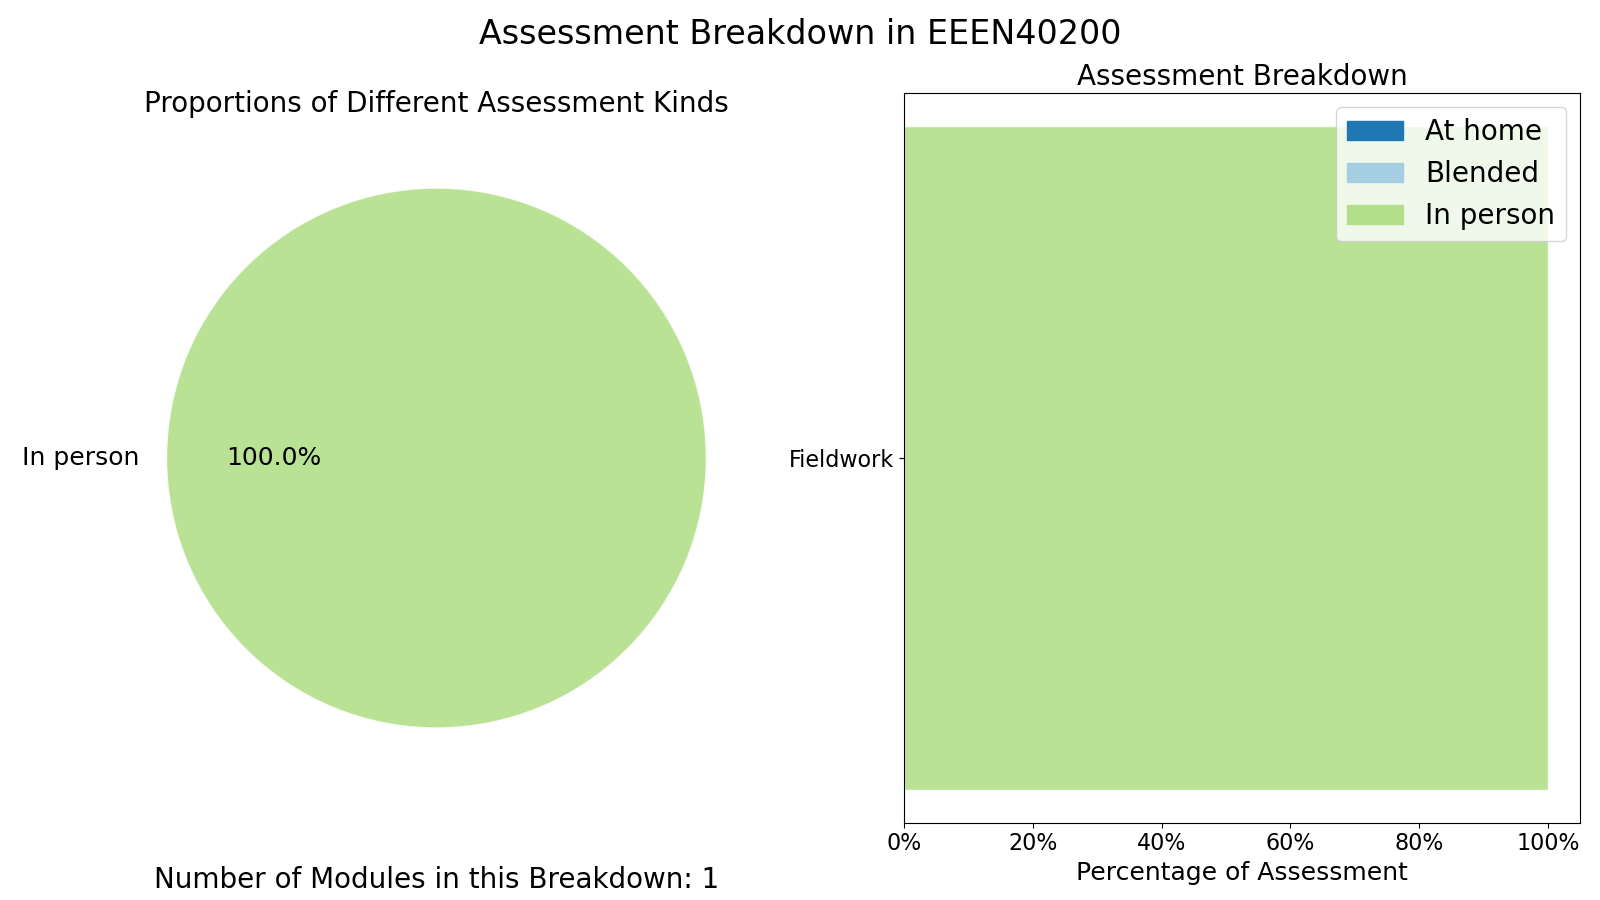 Assessment Breakdown in EEEN40200
Proportions of Different Assessment Kinds
In person
100.0%
Number of Modules in this Breakdown: 1
Assessment Breakdown
At home
Blended
In person
Fieldwork
0% 20% 40% 60% 80% 100%
Percentage of Assessment